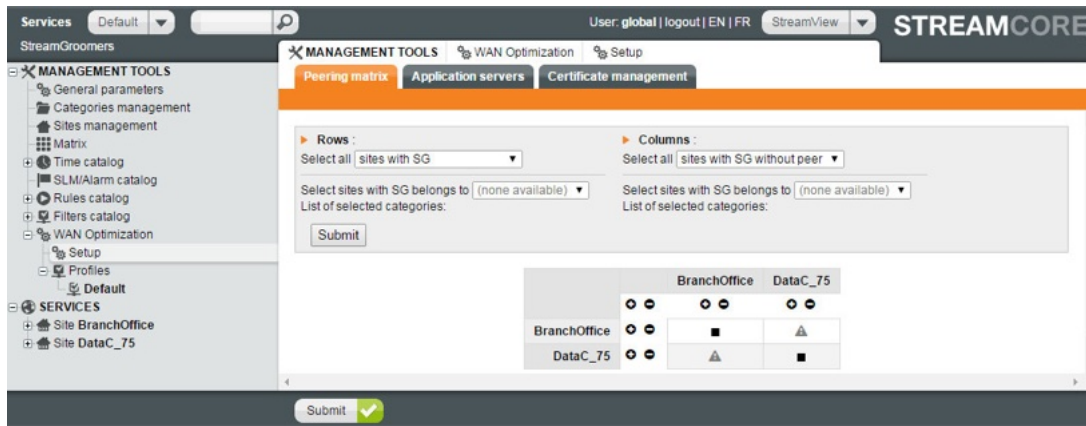 Services Default
User: global | logout | EN | FR StreamView
STREAMCORE
StreamGroomers
MANAGEMENT TOOLS
General parameters
Categories management
Sites management
Matrix
Time catalog
SLM/Alarm catalog
Rules catalog
Filters catalog
WAN Optimization
Setup
Profiles
Default
SERVICES
Site BranchOffice
Site DataC_75
MANAGEMENT TOOLS WAN Optimization Setup
Peering matrix Application servers Certificate management
Rows :
Select all sites with SG
Select sites with SG belongs to (none available)
List of selected categories:
Columns :
Select all sites with SG without peer
Select sites with SG belongs to (none available)
List of selected categories:
Submit
BranchOffice DataC_75
BranchOffice
DataC_75
Submit